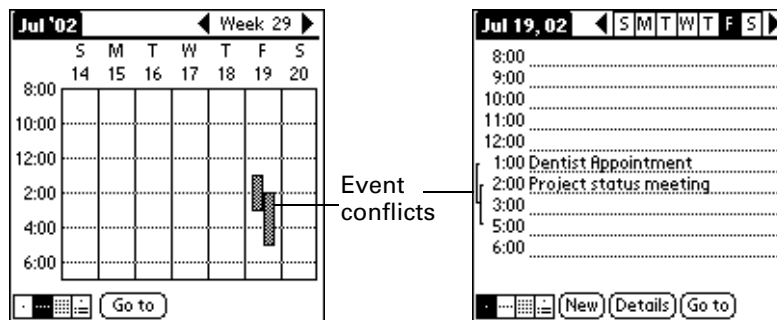 Jul '02 Week 29
S M T W T F S
14 15 16 17 18 19 20
8:00
10:00
12:00
2:00
4:00
6:00
Go to
Event
conflicts
Jul 19, 02 S M T W T F S
8:00
9:00
10:00
11:00
12:00
1:00 Dentist Appointment
2:00 Project status meeting
3:00
5:00
6:00
New Details Go to